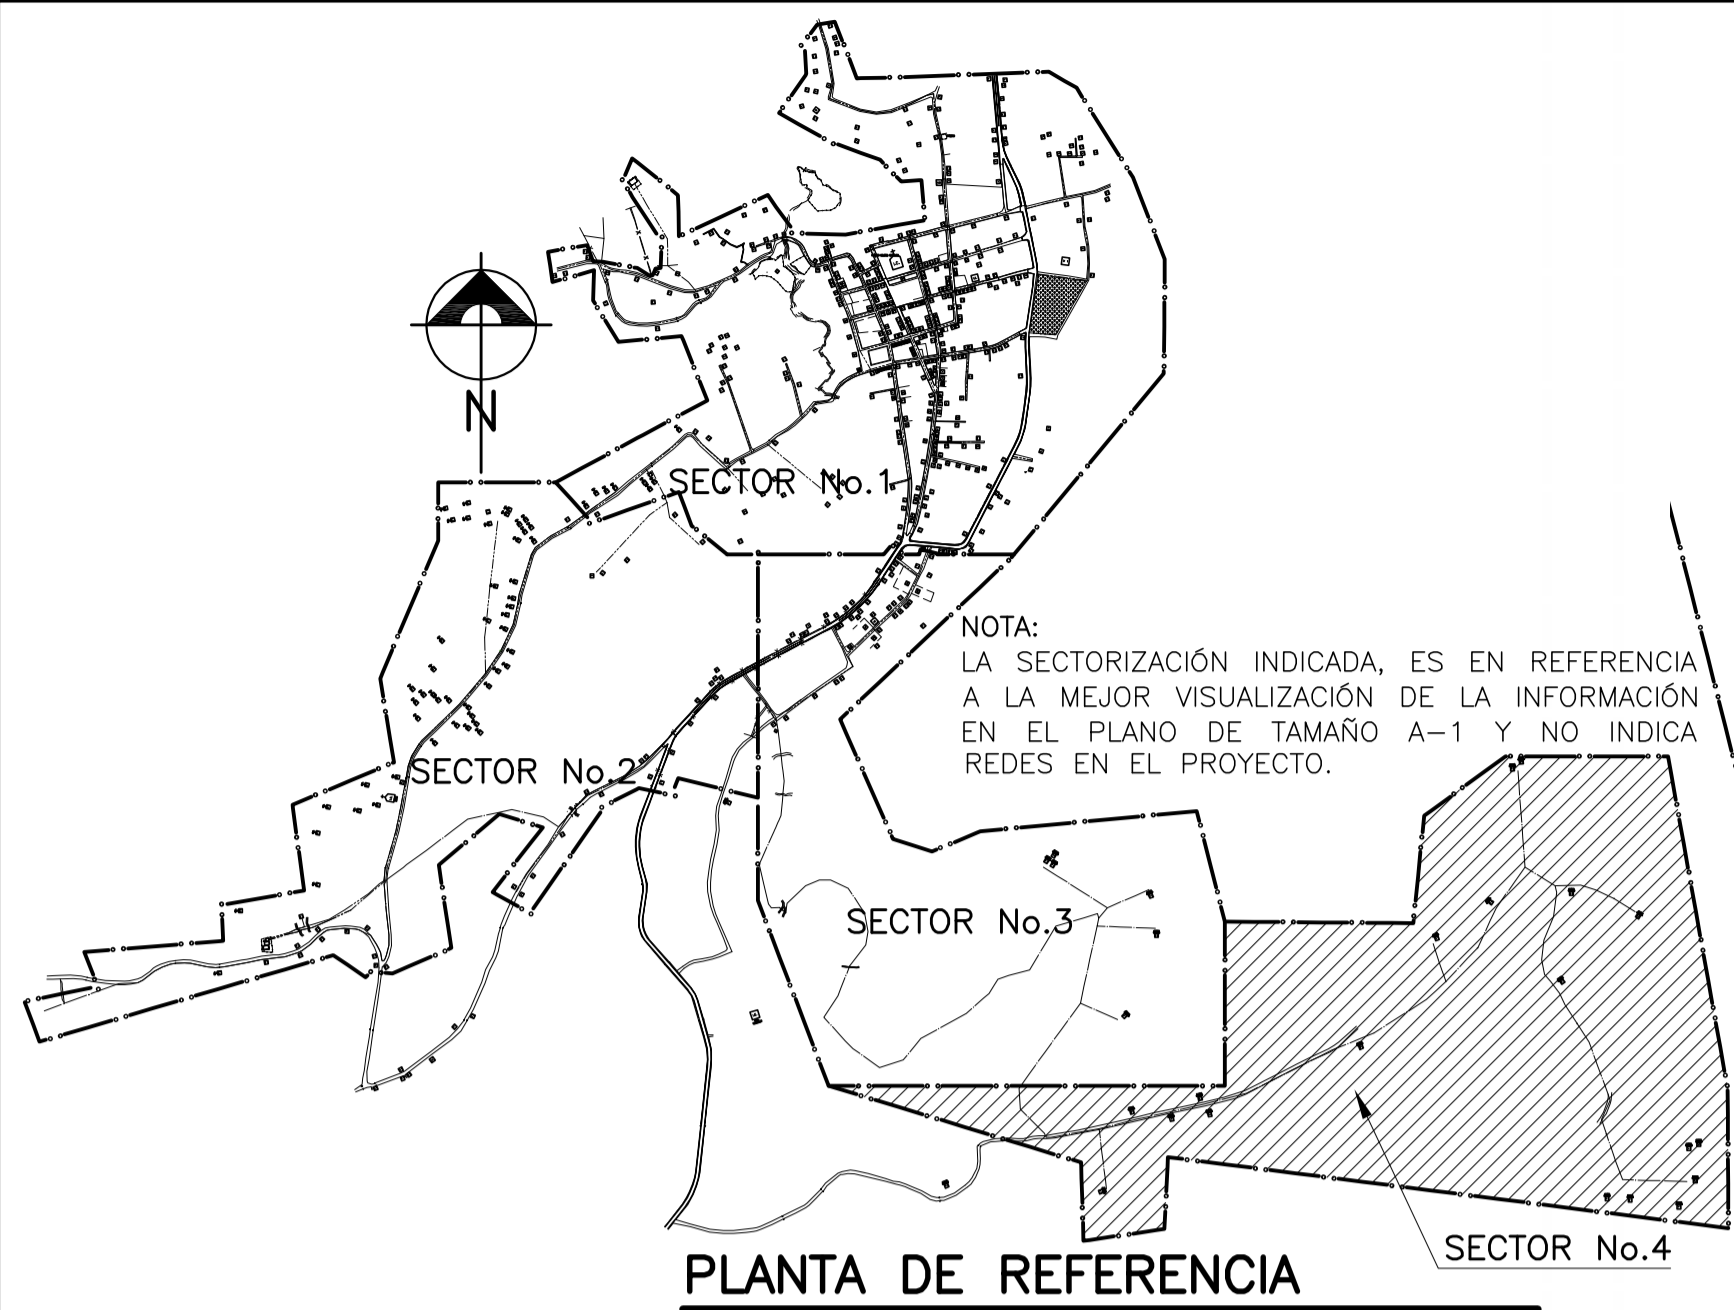 N
SECTOR No.1
NOTA:
LA SECTORIZACIÓN INDICADA, ES EN REFERENCIA
A LA MEJOR VISUALIZACIÓN DE LA INFORMACIÓN
EN EL PLANO DE TAMAÑO A-1 Y NO INDICA
REDES EN EL PROYECTO.
SECTOR No.2
SECTOR No.3
SECTOR No.4
PLANTA DE REFERENCIA